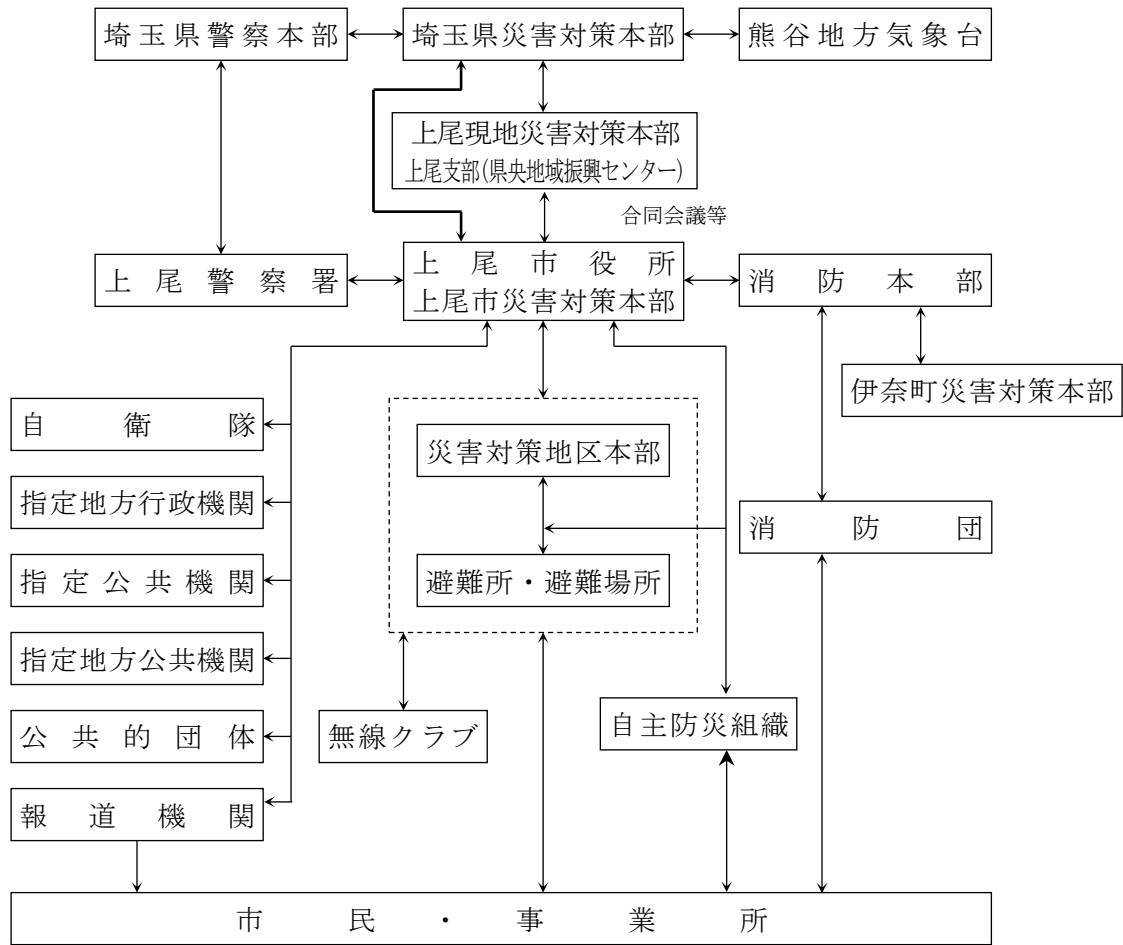 埼玉県警察本部
埼玉県災害対策本部
熊谷地方気象台
上尾現地災害対策本部
上尾支部(県央地域振興センター)
合同会議等
上尾警察署
上尾市役所
上尾市災害対策本部
消防本部
伊奈町災害対策本部
自衛隊
災害対策地区本部
指定地方行政機関
消防団
指定公共機関
避難所・避難場所
指定地方公共機関
公共的団体
無線クラブ
自主防災組織
報道機関
市民・事業所